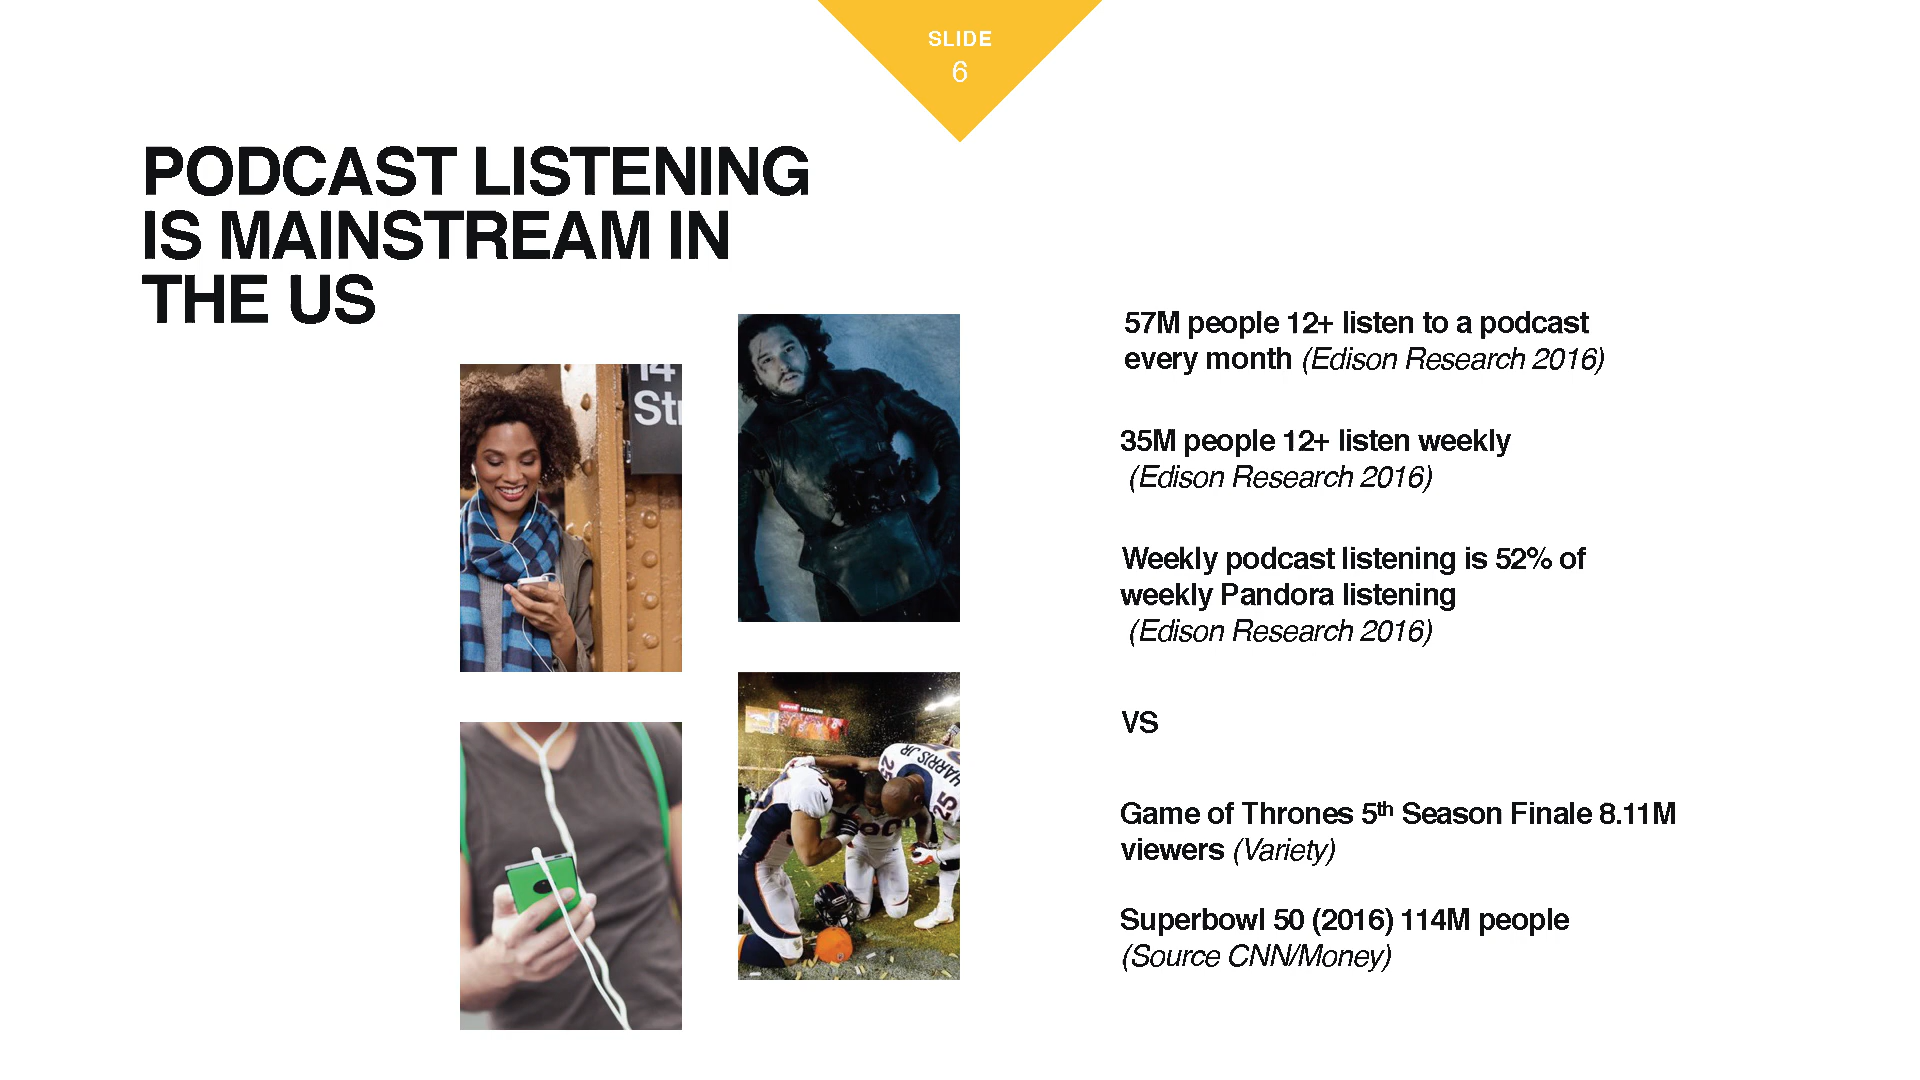 SLIDE
6
PODCAST LISTENING
IS MAINSTREAM IN
THE US
57M people 12+ listen to a podcast
every month (Edison Research 2016)
35M people 12+ listen weekly
(Edison Research 2016)
Weekly podcast listening is 52% of
weekly Pandora listening
(Edison Research 2016)
VS
Game of Thrones 5th Season Finale 8.11M
viewers (Variety)
Superbowl 50 (2016) 114M people
(Source CNN/Money)
14
St
STADIUM
HARRIS JR
25
25